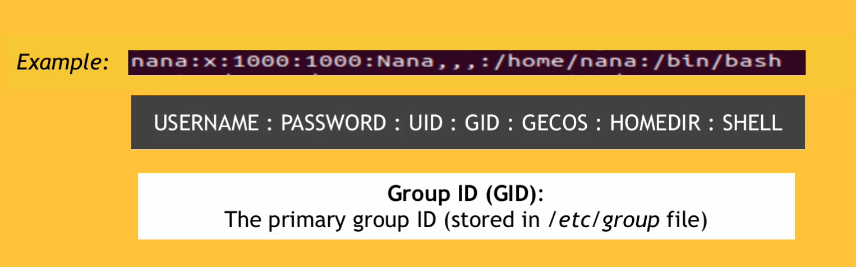 Example: nana:x:1000:1000:Nana,,,:/home/nana:/bin/bash
USERNAME : PASSWORD : UID : GID : GECOS : HOMEDIR : SHELL
Group ID (GID):
The primary group ID (stored in /etc/group file)